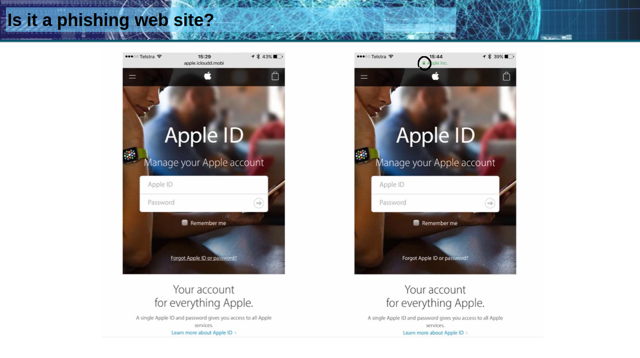 Is it a phishing web site?
Telstra 15:29 43%
apple.icloudd.mobi
Apple ID
Manage your Apple account
Apple ID
Password
Remember me
Forgot Apple ID or password?
Your account
for everything Apple.
A single Apple ID and password gives you access to all Apple
services.
Learn more about Apple ID ›
Telstra 15:44 39%
Apple Inc.
Apple ID
Manage your Apple account
Apple ID
Password
Remember me
Forgot Apple ID or password?
Your account
for everything Apple.
A single Apple ID and password gives you access to all Apple
services.
Learn more about Apple ID ›